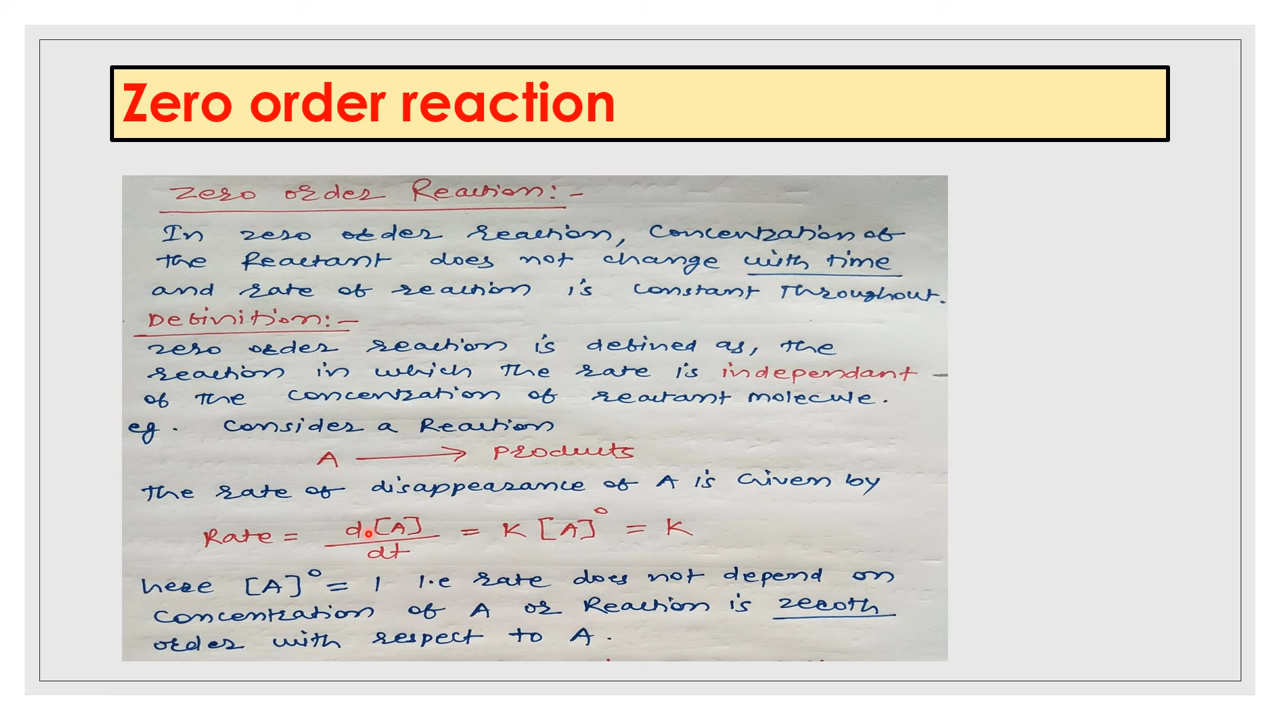 Zero order reaction
Zero order Reaction:-
In zero order reaction, concentration of
the Reactant does not change with time
and rate of reaction is constant Throughout.
Definition:-
zero order reaction is defined as, the
reaction in which the rate is independant
of the concentration of reactant molecule.
eg. Consider a Reaction
A ⟶ Products
The rate of disappearance of A is Given by
Rate = d[A]/dt = K [A]° = K
here [A]° = 1 i.e rate does not depend on
concentration of A or Reaction is zeroth
order with respect to A.